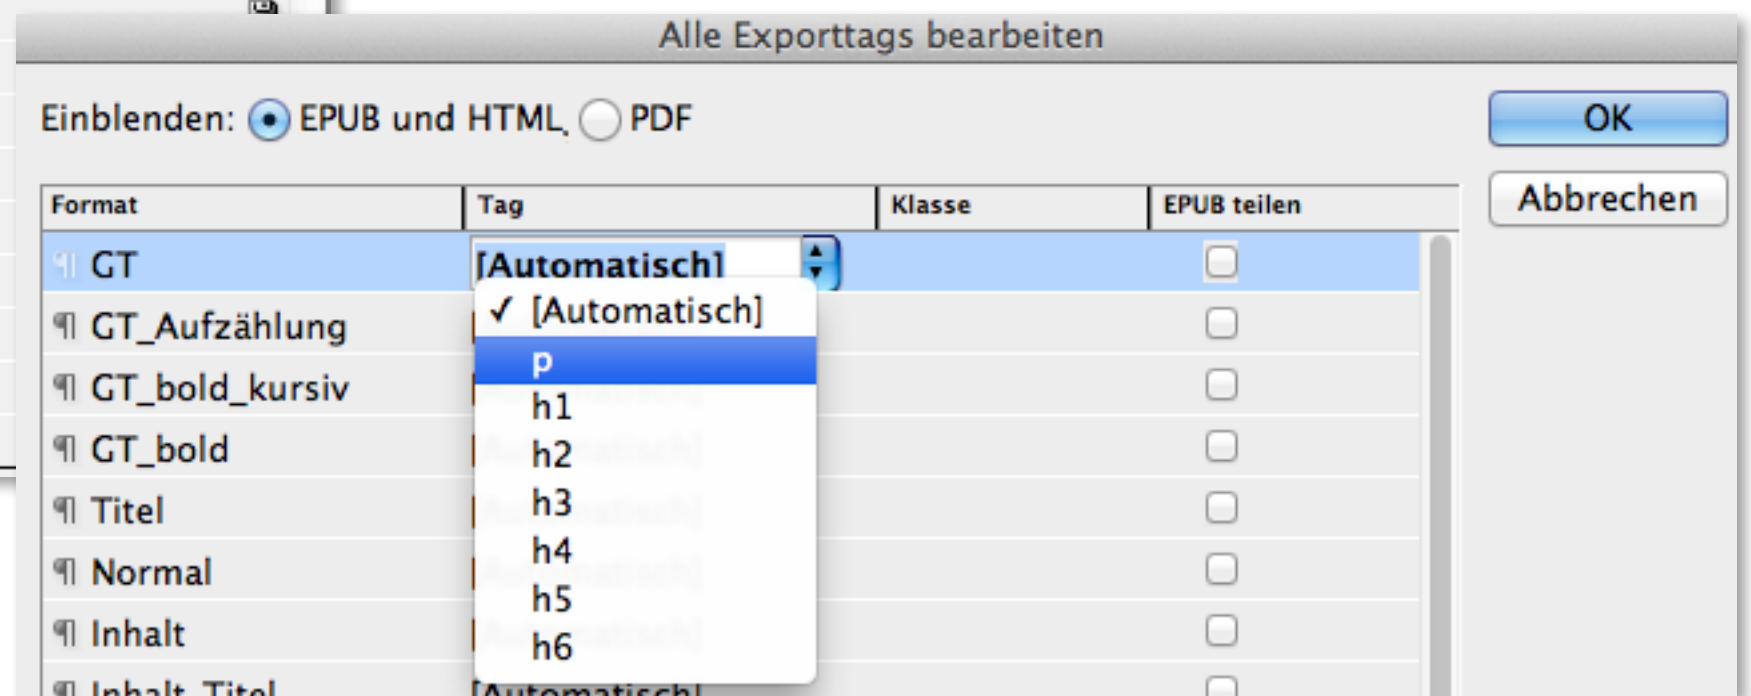 Alle Exporttags bearbeiten
Einblenden: EPUB und HTML PDF
OK
Abbrechen
Format Tag Klasse EPUB teilen
GT [Automatisch]
✓ [Automatisch]
GT_Aufzählung
p
GT_bold_kursiv
h1
GT_bold
h2
Titel
h3
Normal
h4
h5
Inhalt
h6
Inhalt_Titel [Automatisch]